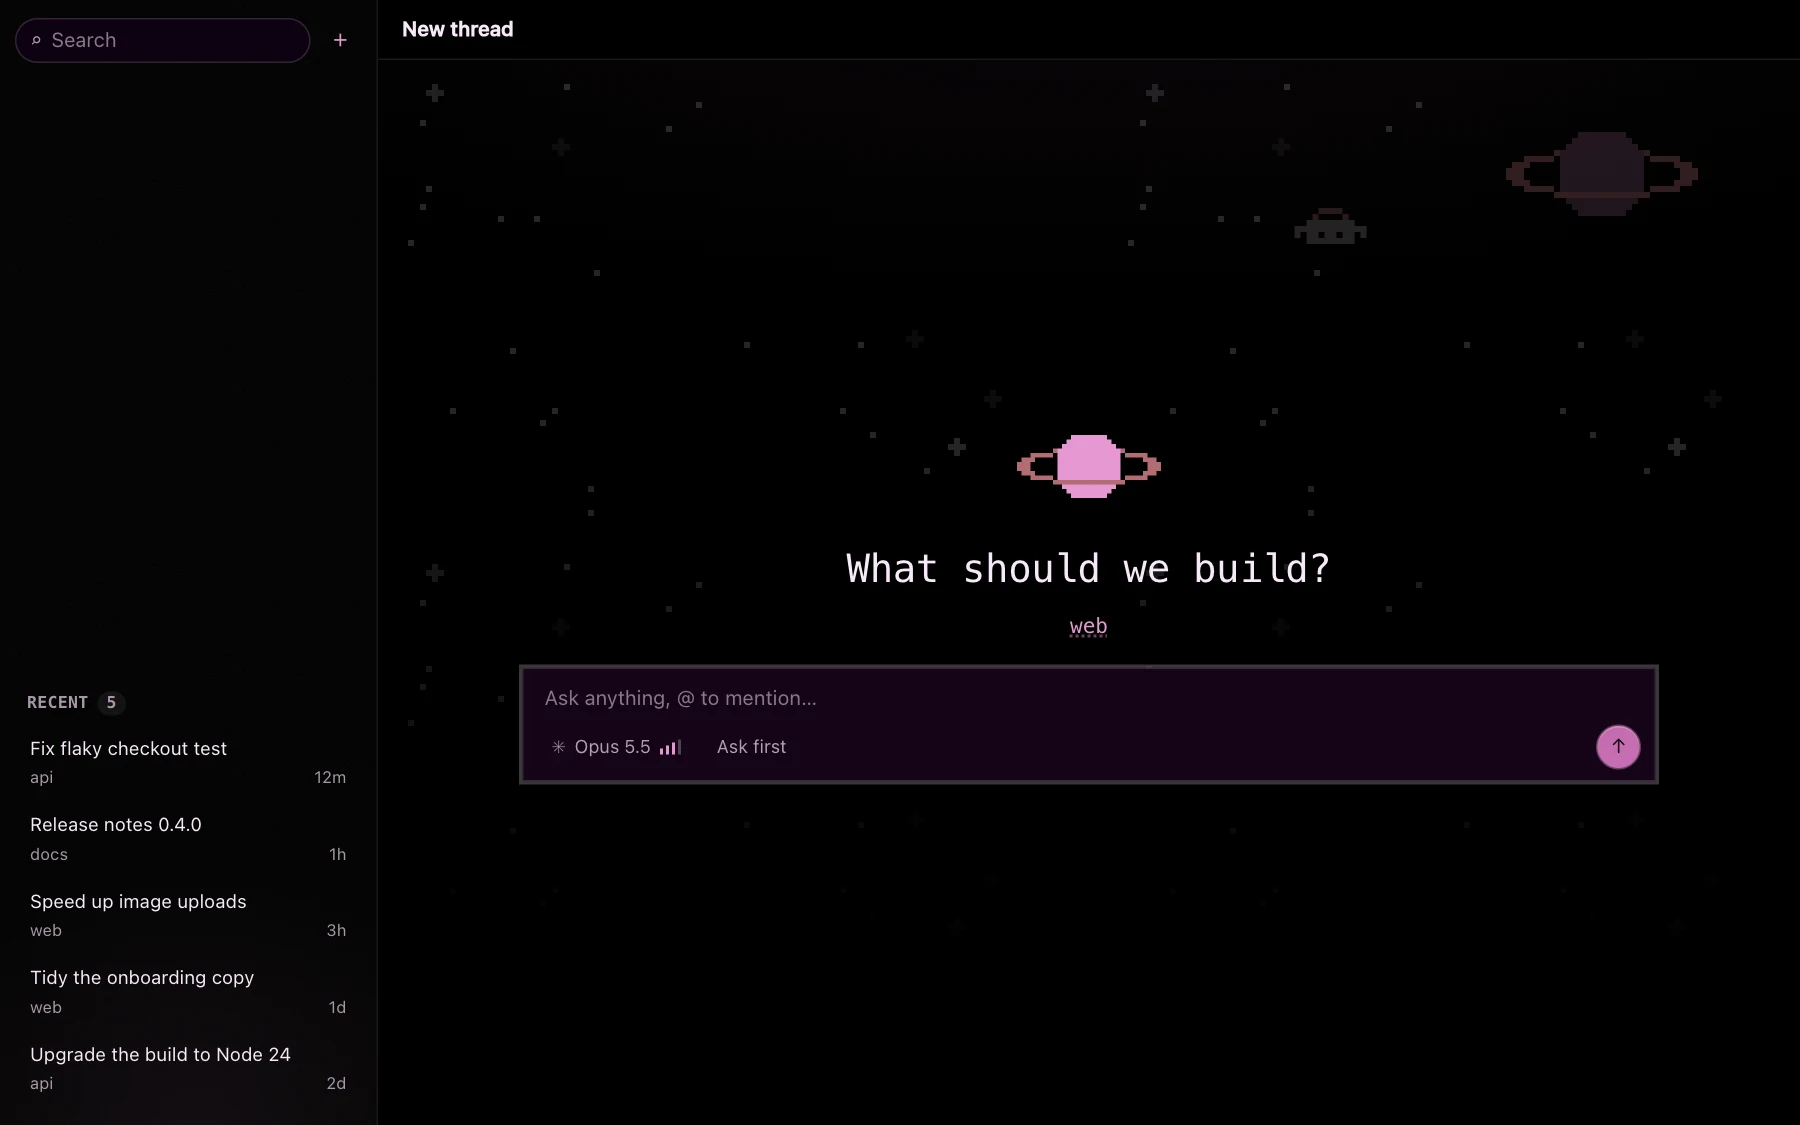 Search
+
New thread
What should we build?
web
Ask anything, @ to mention...
Opus 5.5
Ask first
RECENT 5
Fix flaky checkout test
api 12m
Release notes 0.4.0
docs 1h
Speed up image uploads
web 3h
Tidy the onboarding copy
web 1d
Upgrade the build to Node 24
api 2d